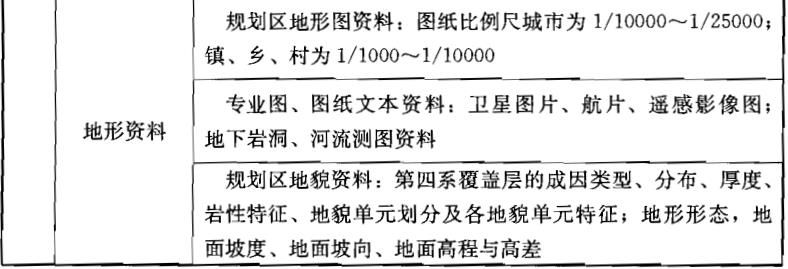 规划区地形图资料：图纸比例尺城市为 1/10000～1/25000；
镇、乡、村为 1/1000～1/10000
地形资料
专业图、图纸文本资料：卫星图片、航片、遥感影像图；
地下岩洞、河流测图资料
规划区地貌资料：第四系覆盖层的成因类型、分布、厚度、
岩性特征、地貌单元划分及各地貌单元特征；地形形态，地
面坡度、地面坡向、地面高程与高差